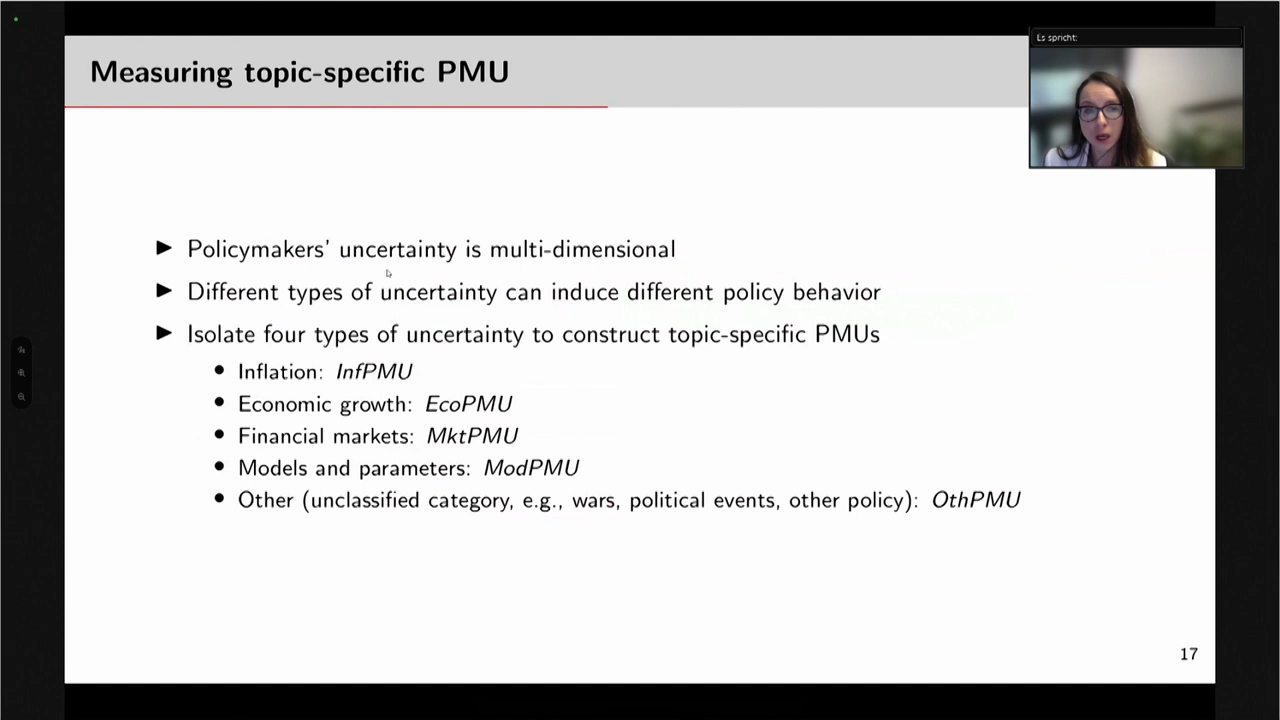 Measuring topic-specific PMU
Es spricht:
▶ Policymakers' uncertainty is multi-dimensional
▶ Different types of uncertainty can induce different policy behavior
▶ Isolate four types of uncertainty to construct topic-specific PMUs
• Inflation: InfPMU
• Economic growth: EcoPMU
• Financial markets: MktPMU
• Models and parameters: ModPMU
• Other (unclassified category, e.g., wars, political events, other policy): OthPMU
17